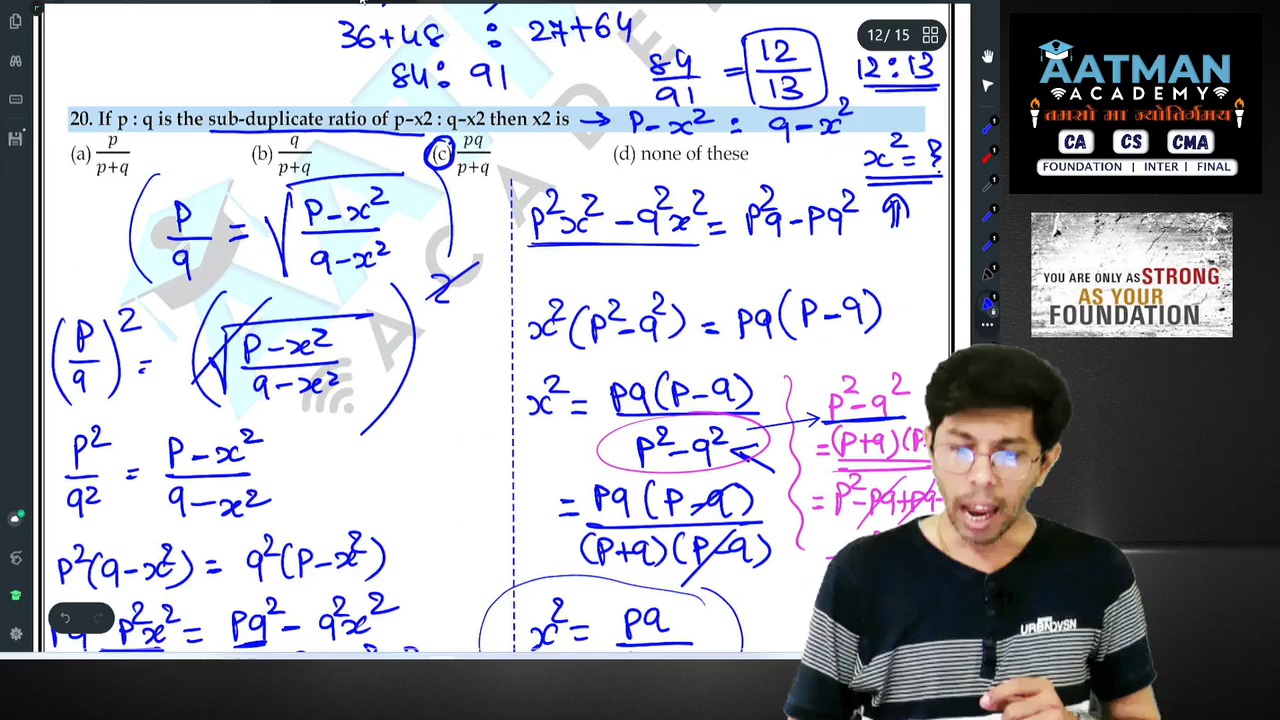 36+48 : 27+64
84 : 91
84/91 = 12/13
12:13
12 / 15
20. If p : q is the sub-duplicate ratio of p–x2 : q–x2 then x2 is → P-x² : q-x²
(a) p/p+q (b) q/p+q (c) pq/p+q (d) none of these
x² = ?
(P/q = √(P-x²/q-x²))²
(P/q)² = (√(P-x²/q-x²))
P²/q² = P-x²/q-x²
P²(q-x²) = q²(P-x²)
P²x² = Pq² - q²x²
P²x² - q²x² = P²q - Pq²
x²(P²-q²) = Pq(P-q)
x² = Pq(P-q)/P²-q²
= Pq(P-q)/(P+q)(P-q)
x² = Pq
P²-q²
= (P+q)(P
= P²-Pq+Pq-
AATMAN
ACADEMY
तमसो मा ज्योतिर्गमय
CA CS CMA
FOUNDATION | INTER | FINAL
YOU ARE ONLY AS STRONG
AS YOUR
FOUNDATION
URBNDVSN